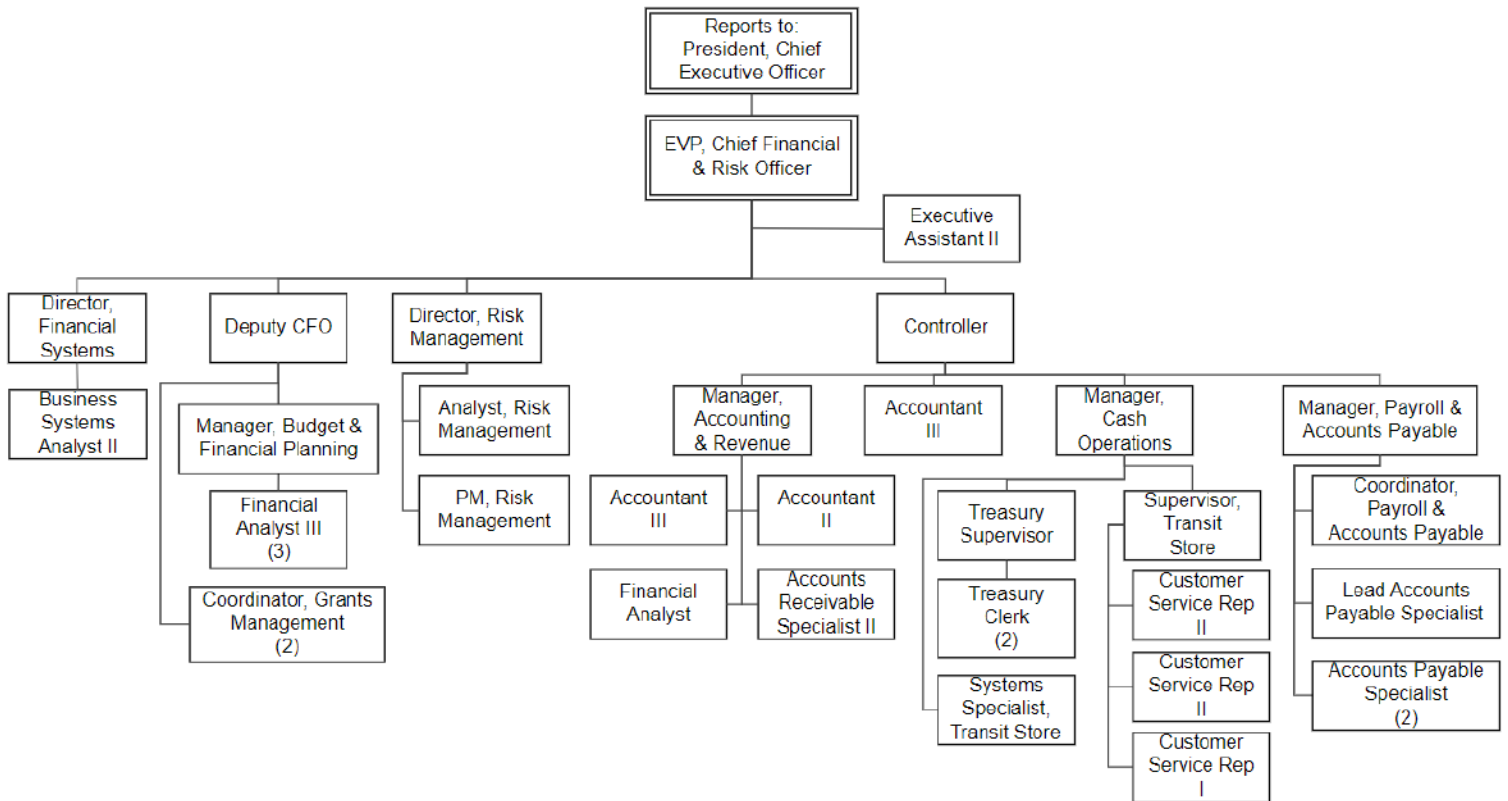 Reports to:
President, Chief
Executive Officer
EVP, Chief Financial
& Risk Officer
Executive
Assistant II
Director,
Financial
Systems
Deputy CFO
Director, Risk
Management
Controller
Business
Systems
Analyst II
Manager, Budget &
Financial Planning
Financial
Analyst III
(3)
Coordinator, Grants
Management
(2)
Analyst, Risk
Management
PM, Risk
Management
Manager,
Accounting
& Revenue
Accountant
III
Manager,
Cash
Operations
Manager, Payroll &
Accounts Payable
Accountant
III
Accountant
II
Financial
Analyst
Accounts
Receivable
Specialist II
Treasury
Supervisor
Treasury
Clerk
(2)
Systems
Specialist,
Transit Store
Supervisor,
Transit
Store
Customer
Service Rep
II
Customer
Service Rep
II
Customer
Service Rep
I
Coordinator,
Payroll &
Accounts Payable
Lead Accounts
Payable Specialist
Accounts Payable
Specialist
(2)